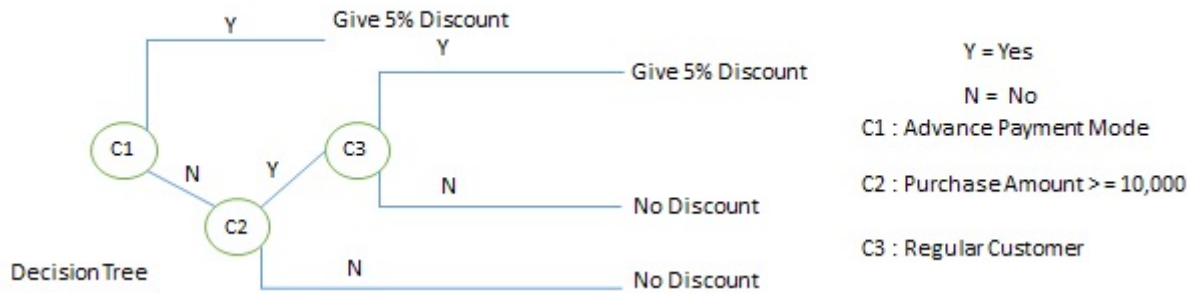 Y
Give 5% Discount
Y
Give 5% Discount
Y = Yes
N = No
C1
N
Y
C3
C1 : Advance Payment Mode
N
No Discount
C2 : Purchase Amount > = 10,000
C2
C3 : Regular Customer
Decision Tree
N
No Discount